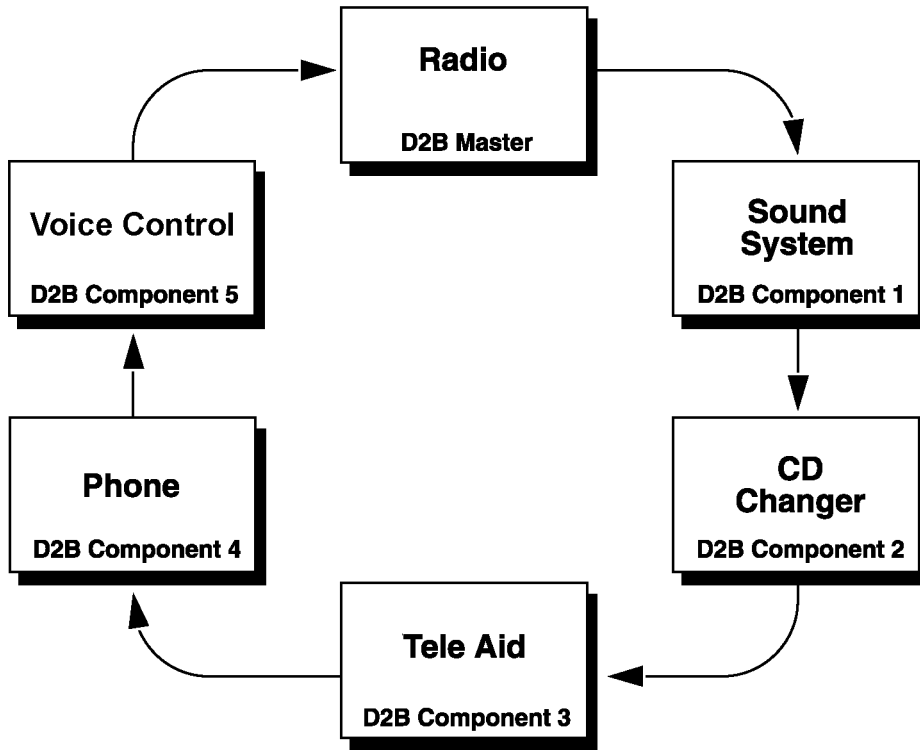 Radio
D2B Master
Sound
System
D2B Component 1
CD
Changer
D2B Component 2
Tele Aid
D2B Component 3
Phone
D2B Component 4
Voice Control
D2B Component 5